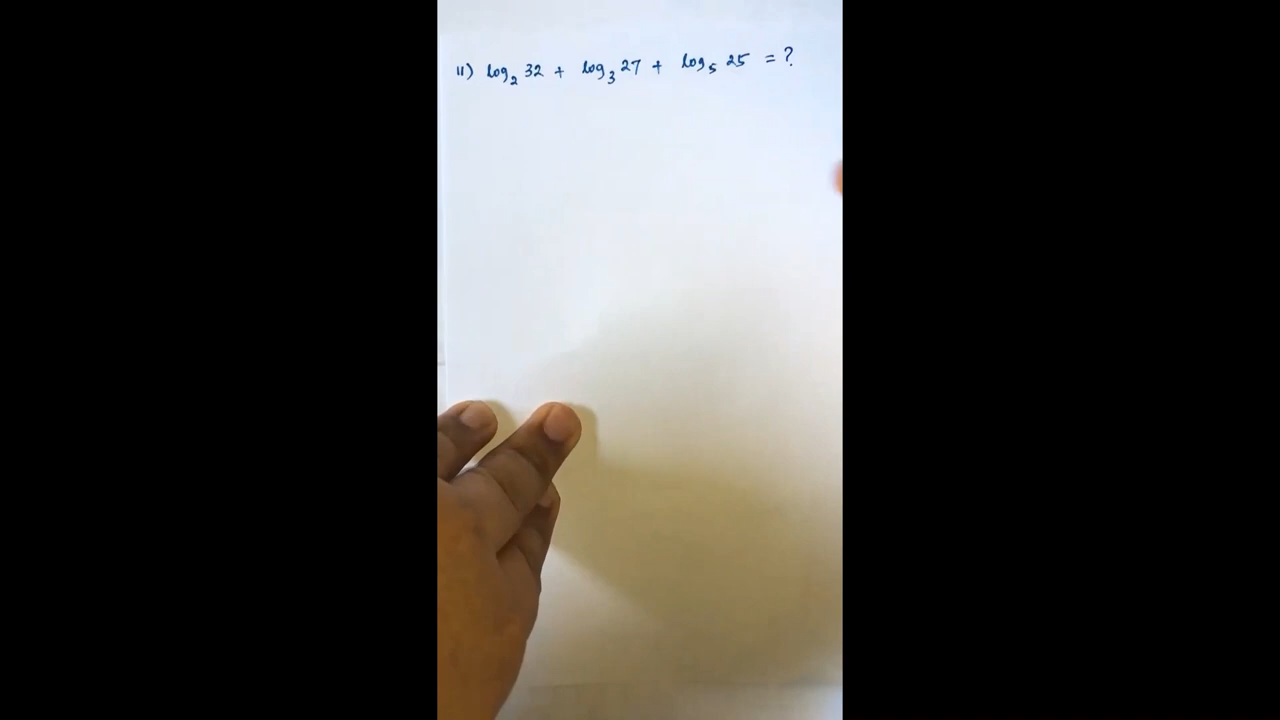 11) log₂ 32 + log₃ 27 + log₅ 25 = ?